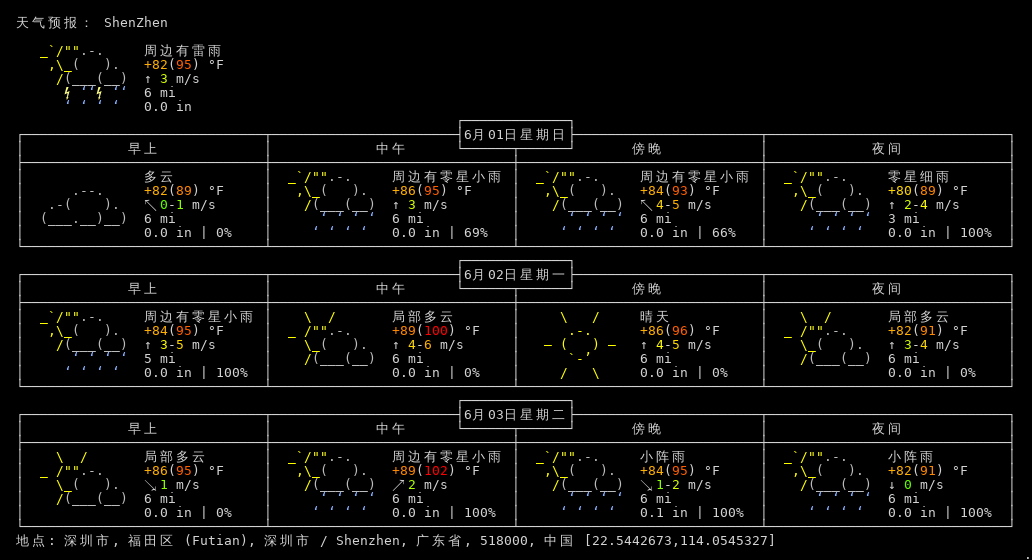 天气预报： ShenZhen
周边有雷雨
+82(95) °F
↑ 3 m/s
6 mi
0.0 in
6月01日星期日
早上 中午 傍晚 夜间
多云 周边有零星小雨 周边有零星小雨 零星细雨
+82(89) °F +86(95) °F +84(93) °F +80(89) °F
↖ 0-1 m/s ↑ 3 m/s ↖ 4-5 m/s ↑ 2-4 m/s
6 mi 6 mi 6 mi 3 mi
0.0 in | 0% 0.0 in | 69% 0.0 in | 66% 0.0 in | 100%
6月02日星期一
早上 中午 傍晚 夜间
周边有零星小雨 局部多云 晴天 局部多云
+84(95) °F +89(100) °F +86(96) °F +82(91) °F
↑ 3-5 m/s ↑ 4-6 m/s ↑ 4-5 m/s ↑ 3-4 m/s
5 mi 6 mi 6 mi 6 mi
0.0 in | 100% 0.0 in | 0% 0.0 in | 0% 0.0 in | 0%
6月03日星期二
早上 中午 傍晚 夜间
局部多云 周边有零星小雨 小阵雨 小阵雨
+86(95) °F +89(102) °F +84(95) °F +82(91) °F
↘ 1 m/s ↗ 2 m/s ↘ 1-2 m/s ↓ 0 m/s
6 mi 6 mi 6 mi 6 mi
0.0 in | 0% 0.0 in | 100% 0.1 in | 100% 0.0 in | 100%
地点: 深圳市, 福田区 (Futian), 深圳市 / Shenzhen, 广东省, 518000, 中国 [22.5442673,114.0545327]